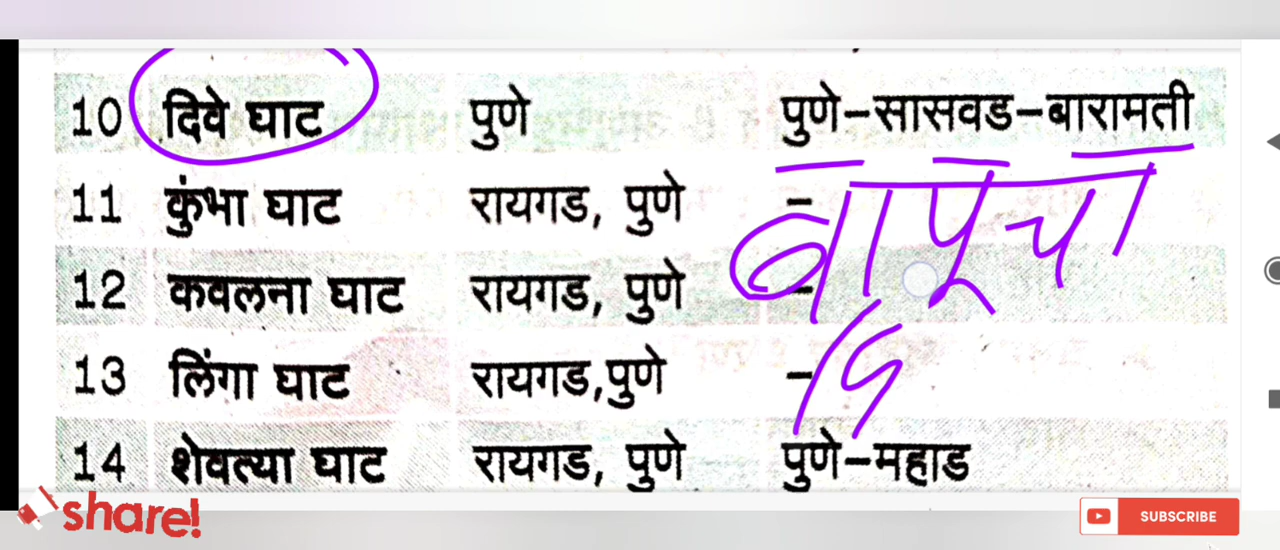 10 दिवे घाट पुणे पुणे-सासवड-बारामती
11 कुंभा घाट रायगड, पुणे -
बापूचा
12 कवलना घाट रायगड, पुणे -
13 लिंगा घाट रायगड,पुणे -
दि
14 शेवत्या घाट रायगड, पुणे पुणे-महाड
share!
SUBSCRIBE